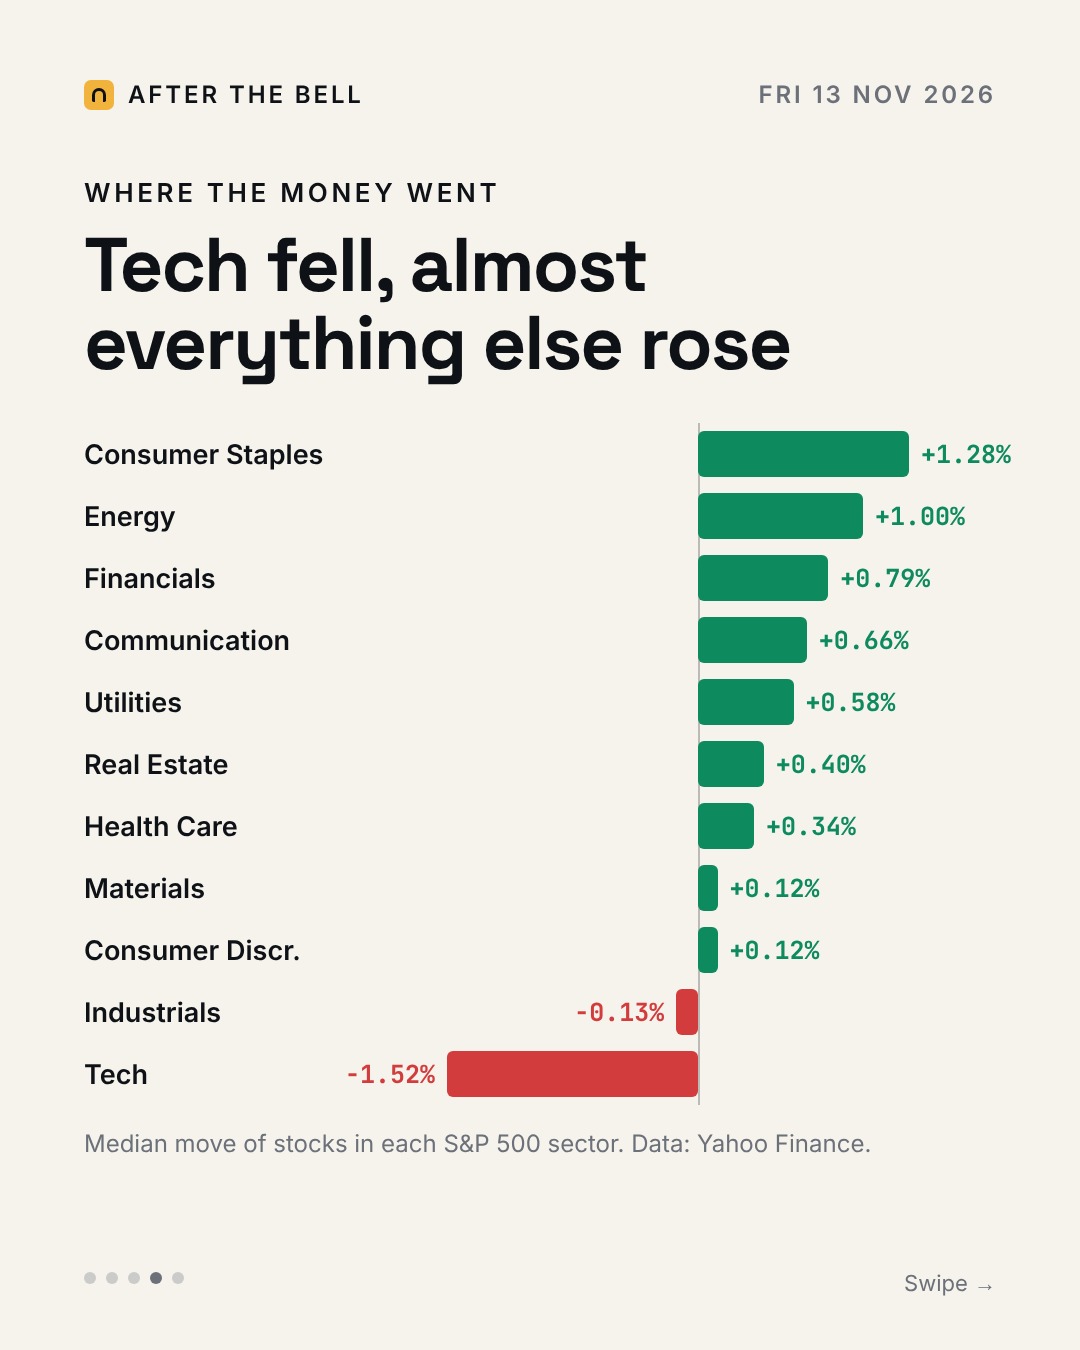 AFTER THE BELL
FRI 13 NOV 2026
WHERE THE MONEY WENT
Tech fell, almost
everything else rose
Consumer Staples +1.28%
Energy +1.00%
Financials +0.79%
Communication +0.66%
Utilities +0.58%
Real Estate +0.40%
Health Care +0.34%
Materials +0.12%
Consumer Discr. +0.12%
Industrials -0.13%
Tech -1.52%
Median move of stocks in each S&P 500 sector. Data: Yahoo Finance.
Swipe →